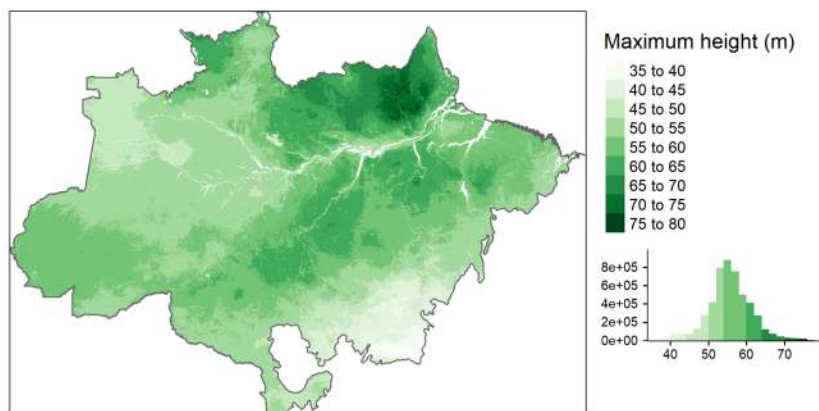 Maximum height (m)
35 to 40
40 to 45
45 to 50
50 to 55
55 to 60
60 to 65
65 to 70
70 to 75
75 to 80
8e+05
6e+05
4e+05
2e+05
0e+00
40 50 60 70